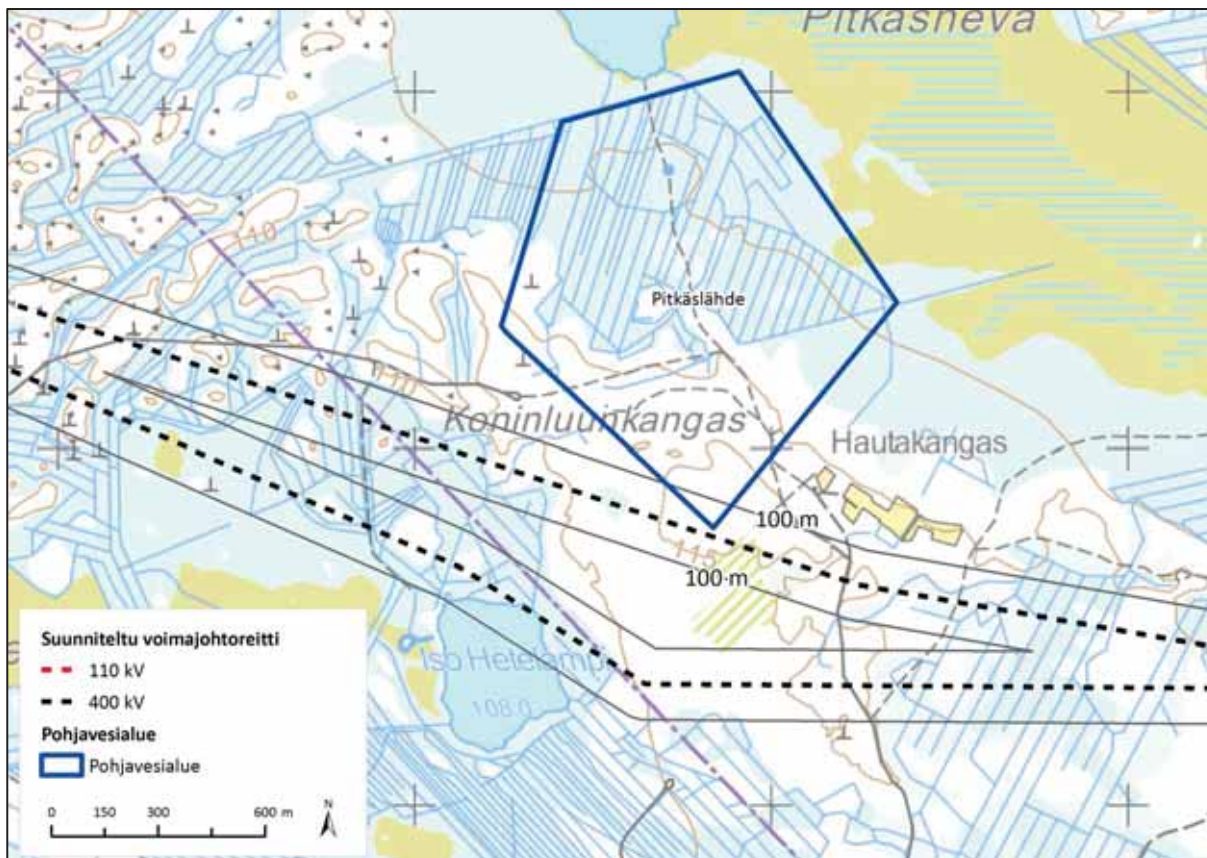 Pitkäsneva
110
Pitkäslähde
110
Koninluunkangas
Hautakangas
100 m
115
100 m
Iso Hetelampi
108.0
Suunniteltu voimajohtoreitti
110 kV
400 kV
Pohjavesialue
Pohjavesialue
0 150 300 600 m
N